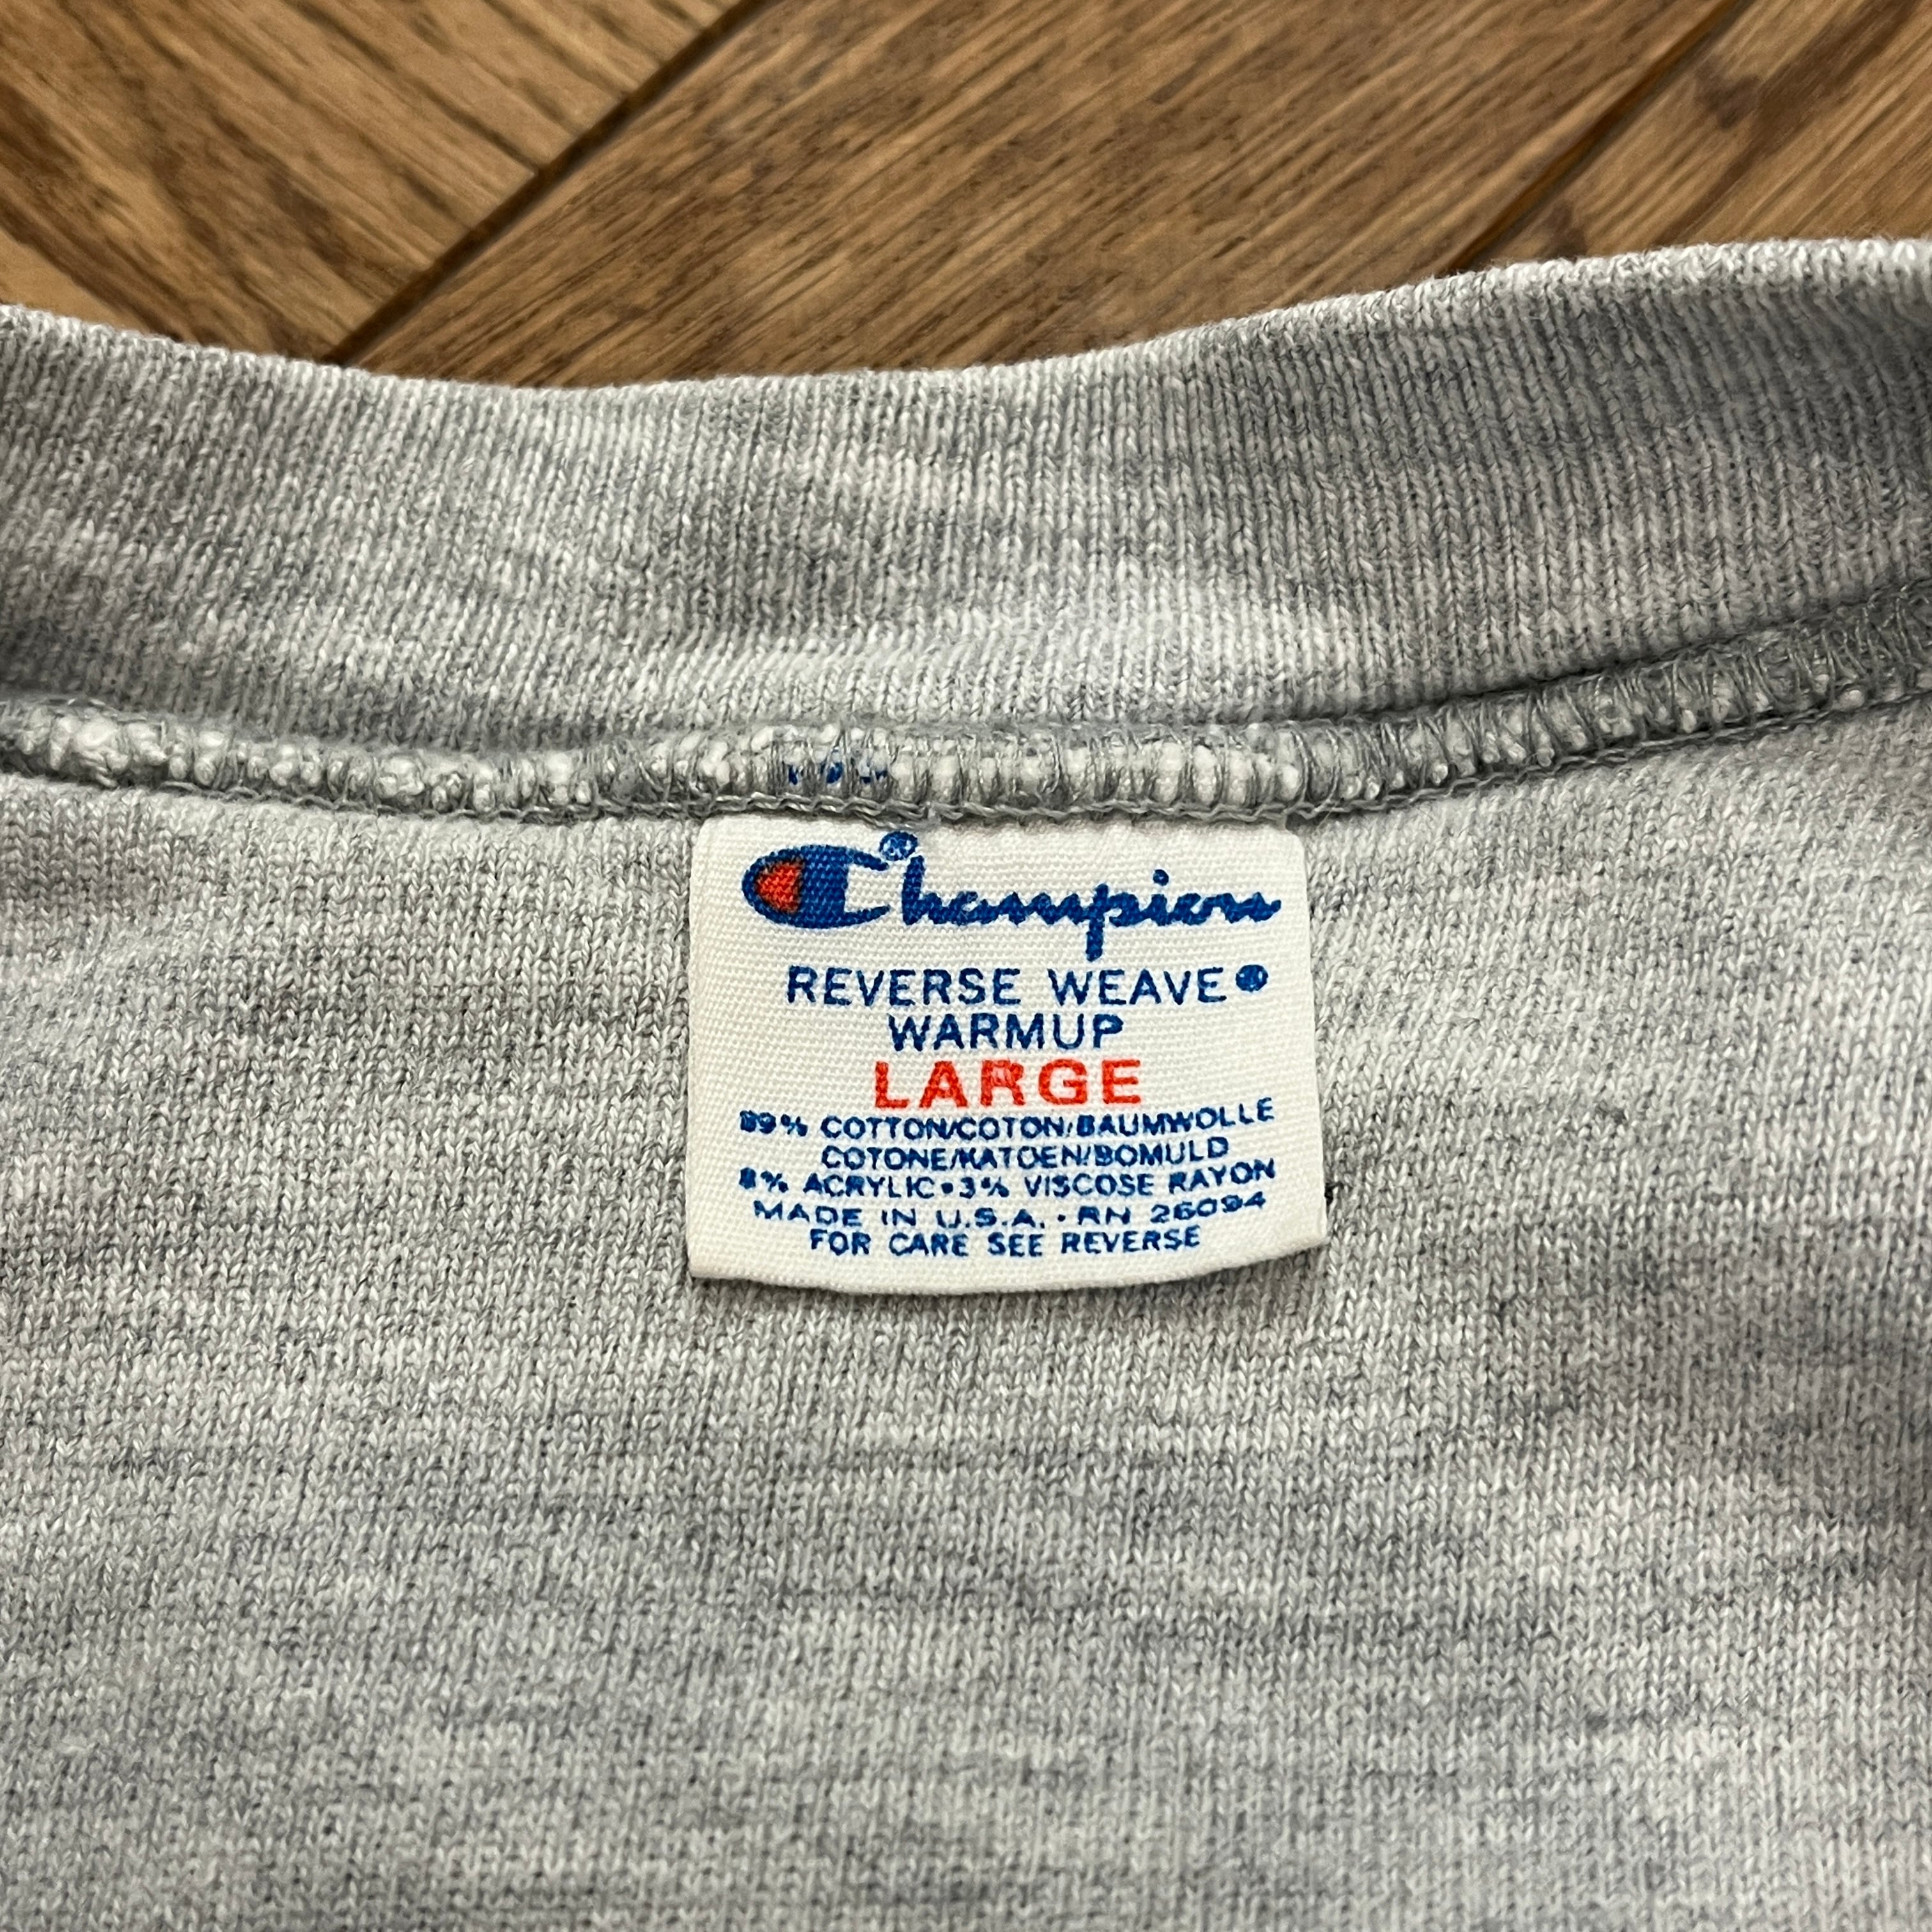 Champion®
REVERSE WEAVE®
WARMUP
LARGE
89% COTTON/COTON/BAUMWOLLE
COTONE/KATOEN/BOMULD
8% ACRYLIC•3% VISCOSE RAYON
MADE IN U.S.A. • RN 26094
FOR CARE SEE REVERSE